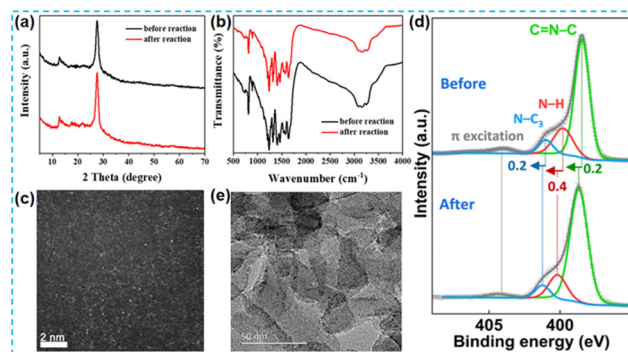 (a)
before reaction
after reaction
Intensity (a.u.)
0 10 20 30 40 50 60 70
2 Theta (degree)
(b)
after reaction
before reaction
Transmittance (%)
500 1000 1500 2000 2500 3000 3500 4000
Wavenumber (cm⁻¹)
(c)
2 nm
(e)
50 nm
(d)
C=N–C
Before
N–H
N–C₃
π excitation
0.2
0.2
0.4
After
Intensity (a.u.)
405 400
Binding energy (eV)